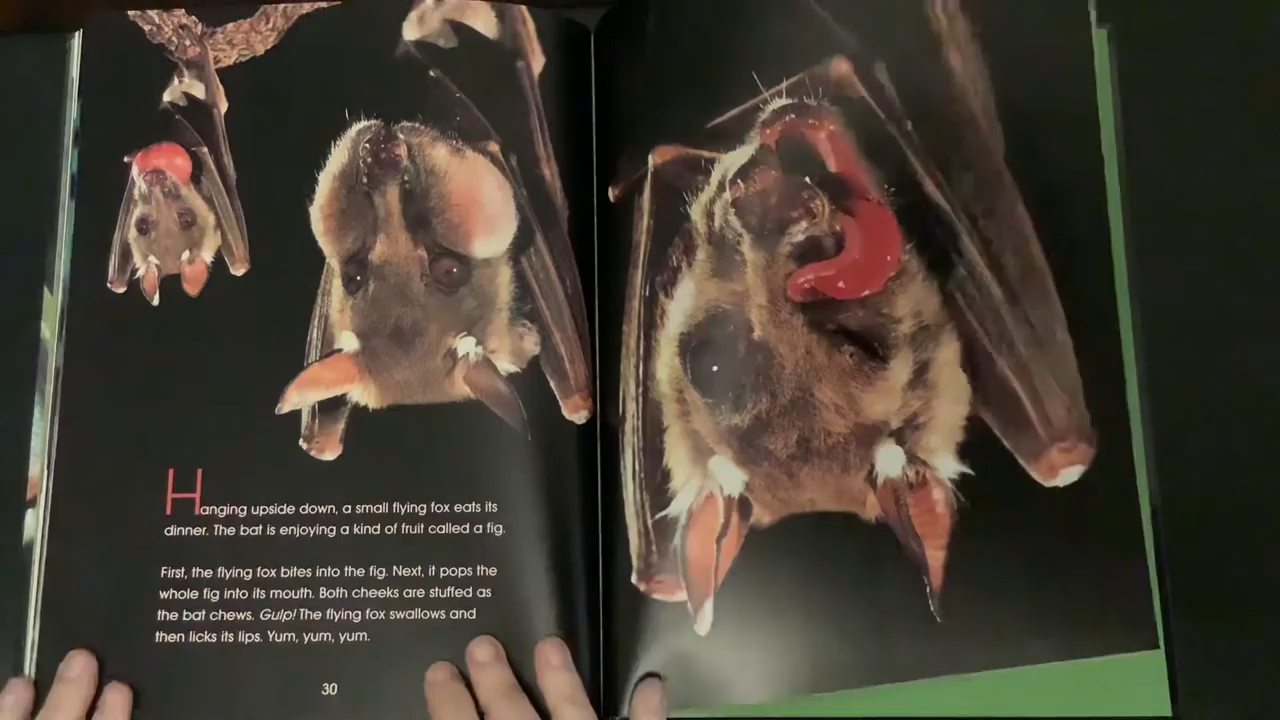 Hanging upside down, a small flying fox eats its
dinner. The bat is enjoying a kind of fruit called a fig.
First, the flying fox bites into the fig. Next, it pops the
whole fig into its mouth. Both cheeks are stuffed as
the bat chews. Gulp! The flying fox swallows and
then licks its lips. Yum, yum, yum.
30